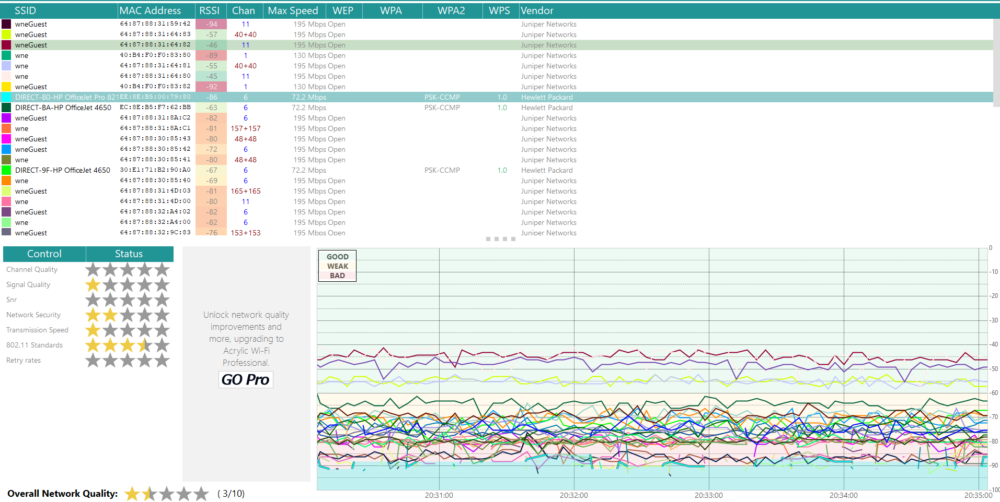 SSID MAC Address RSSI Chan Max Speed WEP WPA WPA2 WPS Vendor
wneGuest 64:87:88:31:59:42 -94 11 195 Mbps Open Juniper Networks
wneGuest 64:87:88:31:64:83 -57 40+40 195 Mbps Open Juniper Networks
wneGuest 64:87:88:31:64:82 -46 11 195 Mbps Open Juniper Networks
wne 40:B4:F0:F0:83:80 -89 1 130 Mbps Open Juniper Networks
wne 64:87:88:31:64:81 -55 40+40 195 Mbps Open Juniper Networks
wne 64:87:88:31:64:80 -45 11 195 Mbps Open Juniper Networks
wneGuest 40:B4:F0:F0:83:82 -92 1 130 Mbps Open Juniper Networks
DIRECT-80-HP OfficeJet Pro 821 EE:8E:B5:00:79:80 -86 6 72.2 Mbps PSK-CCMP 1.0 Hewlett Packard
DIRECT-BA-HP OfficeJet 4650 EC:8E:B5:F7:62:BB -63 6 72.2 Mbps PSK-CCMP 1.0 Hewlett Packard
wneGuest 64:87:88:31:8A:C2 -82 6 195 Mbps Open Juniper Networks
wne 64:87:88:31:8A:C1 -81 157+157 195 Mbps Open Juniper Networks
wneGuest 64:87:88:30:85:43 -80 48+48 195 Mbps Open Juniper Networks
wneGuest 64:87:88:30:85:42 -72 6 195 Mbps Open Juniper Networks
wne 64:87:88:30:85:41 -80 48+48 195 Mbps Open Juniper Networks
DIRECT-9F-HP OfficeJet 4650 30:E1:71:B2:90:A0 -67 6 72.2 Mbps PSK-CCMP 1.0 Hewlett Packard
wne 64:87:88:30:85:40 -69 6 195 Mbps Open Juniper Networks
wneGuest 64:87:88:31:4D:03 -81 165+165 195 Mbps Open Juniper Networks
wne 64:87:88:31:4D:00 -80 11 195 Mbps Open Juniper Networks
wneGuest 64:87:88:32:A4:02 -82 6 195 Mbps Open Juniper Networks
wne 64:87:88:32:A4:00 -82 6 195 Mbps Open Juniper Networks
wneGuest 64:87:88:32:9C:83 -76 153+153 195 Mbps Open Juniper Networks
Control Status
Channel Quality
Signal Quality
Snr
Network Security
Transmission Speed
802.11 Standards
Retry rates
Unlock network quality
improvements and
more, upgrading to
Acrylic Wi-Fi
Professional.
GO Pro
Overall Network Quality: ( 3/10)
GOOD
WEAK
BAD
0
-10
-20
-30
-40
-50
-60
-70
-80
-90
-100
20:31:00 20:32:00 20:33:00 20:34:00 20:35:00